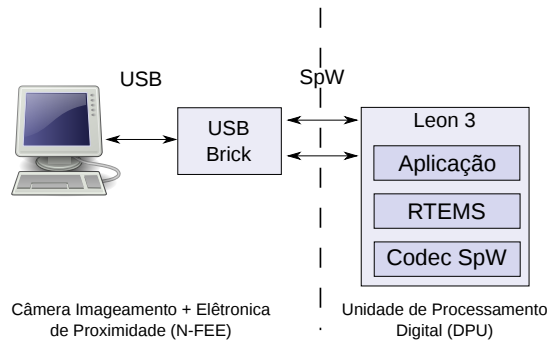 USB
SpW
USB
Brick
Leon 3
Aplicação
RTEMS
Codec SpW
Câmera Imageamento + Elêtronica
de Proximidade (N-FEE)
Unidade de Processamento
Digital (DPU)